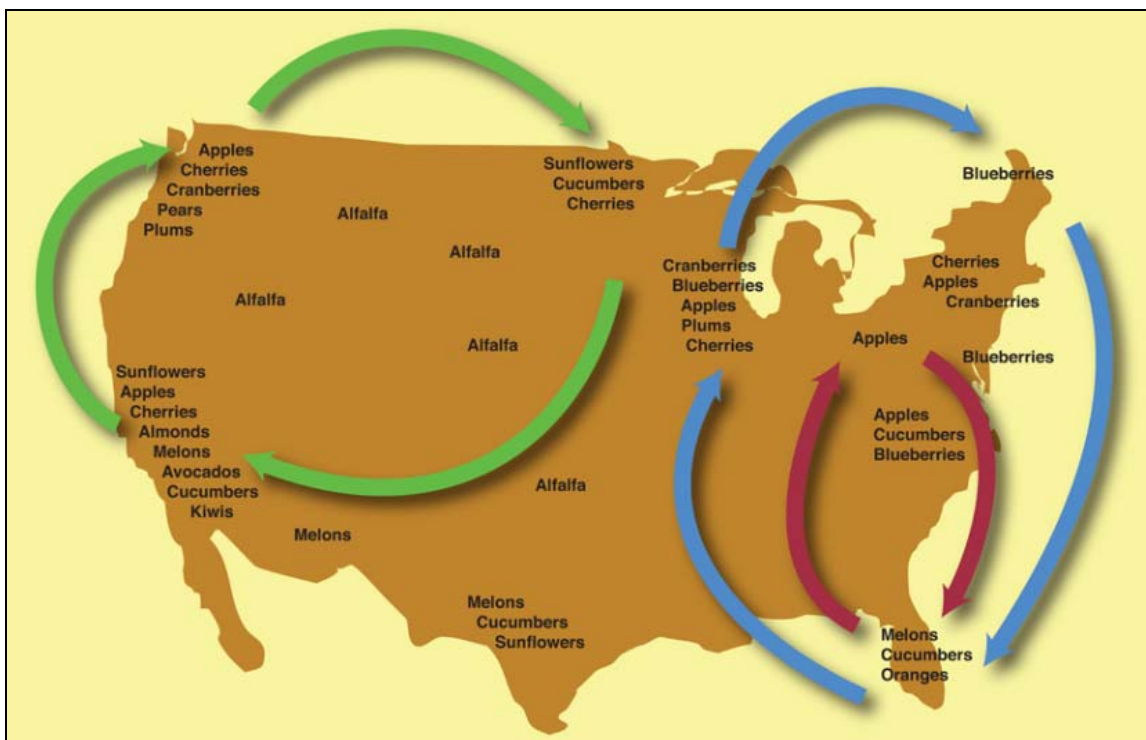 Apples
Cherries
Cranberries
Pears
Plums
Alfalfa
Alfalfa
Alfalfa
Alfalfa
Alfalfa
Sunflowers
Cucumbers
Cherries
Cranberries
Blueberries
Apples
Plums
Cherries
Blueberries
Cherries
Apples
Cranberries
Apples
Blueberries
Apples
Cucumbers
Blueberries
Sunflowers
Apples
Cherries
Almonds
Melons
Avocados
Cucumbers
Kiwis
Melons
Melons
Cucumbers
Sunflowers
Melons
Cucumbers
Oranges